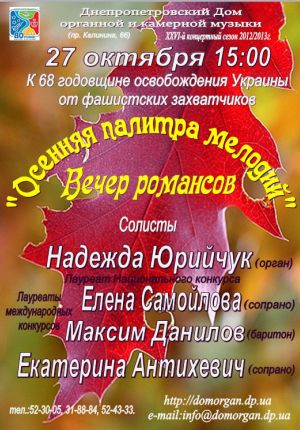 Днепропетровский Дом
органной и камерной музыки
(пр. Калинина, 66) XXVI-й концертный сезон 2012/2013г.
80
27 октября 15:00
К 68 годовщине освобождения Украины
от фашистских захватчиков
"Осенняя палитра мелодий"
Вечер романсов
Солисты
Надежда Юрийчук (орган)
Лауреат Национального конкурса
Лауреаты
международных
конкурсов
Елена Самойлова (сопрано)
Максим Данилов (баритон)
Екатерина Антихевич (сопрано)
http://domorgan.dp.ua
тел.:52-30-05, 31-88-84, 52-43-33. e-mail:info@domorgan.dp.ua